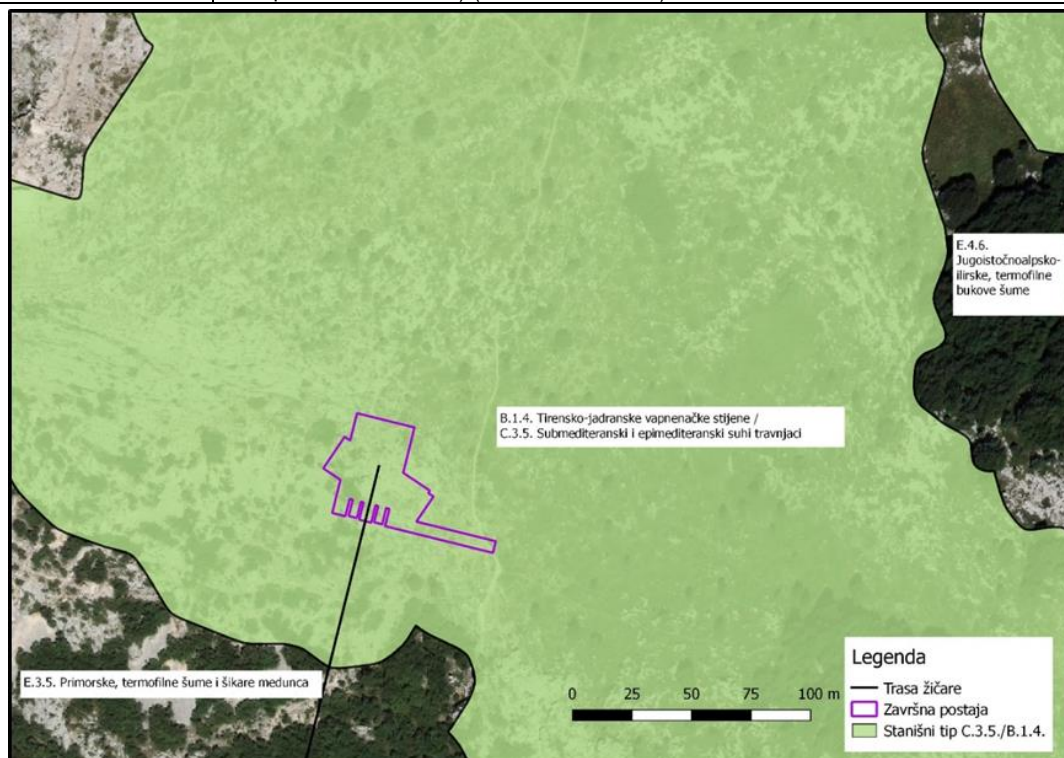 E.4.6.
Jugoistočnoalpsko-
ilirske, termofilne
bukove šume
B.1.4. Tirensko-jadranske vapnenačke stijene /
C.3.5. Submediteranski i epimediteranski suhi travnjaci
E.3.5. Primorske, termofilne šume i šikare medunca
0 25 50 75 100 m
Legenda
Trasa žičare
Završna postaja
Stanišni tip C.3.5./B.1.4.